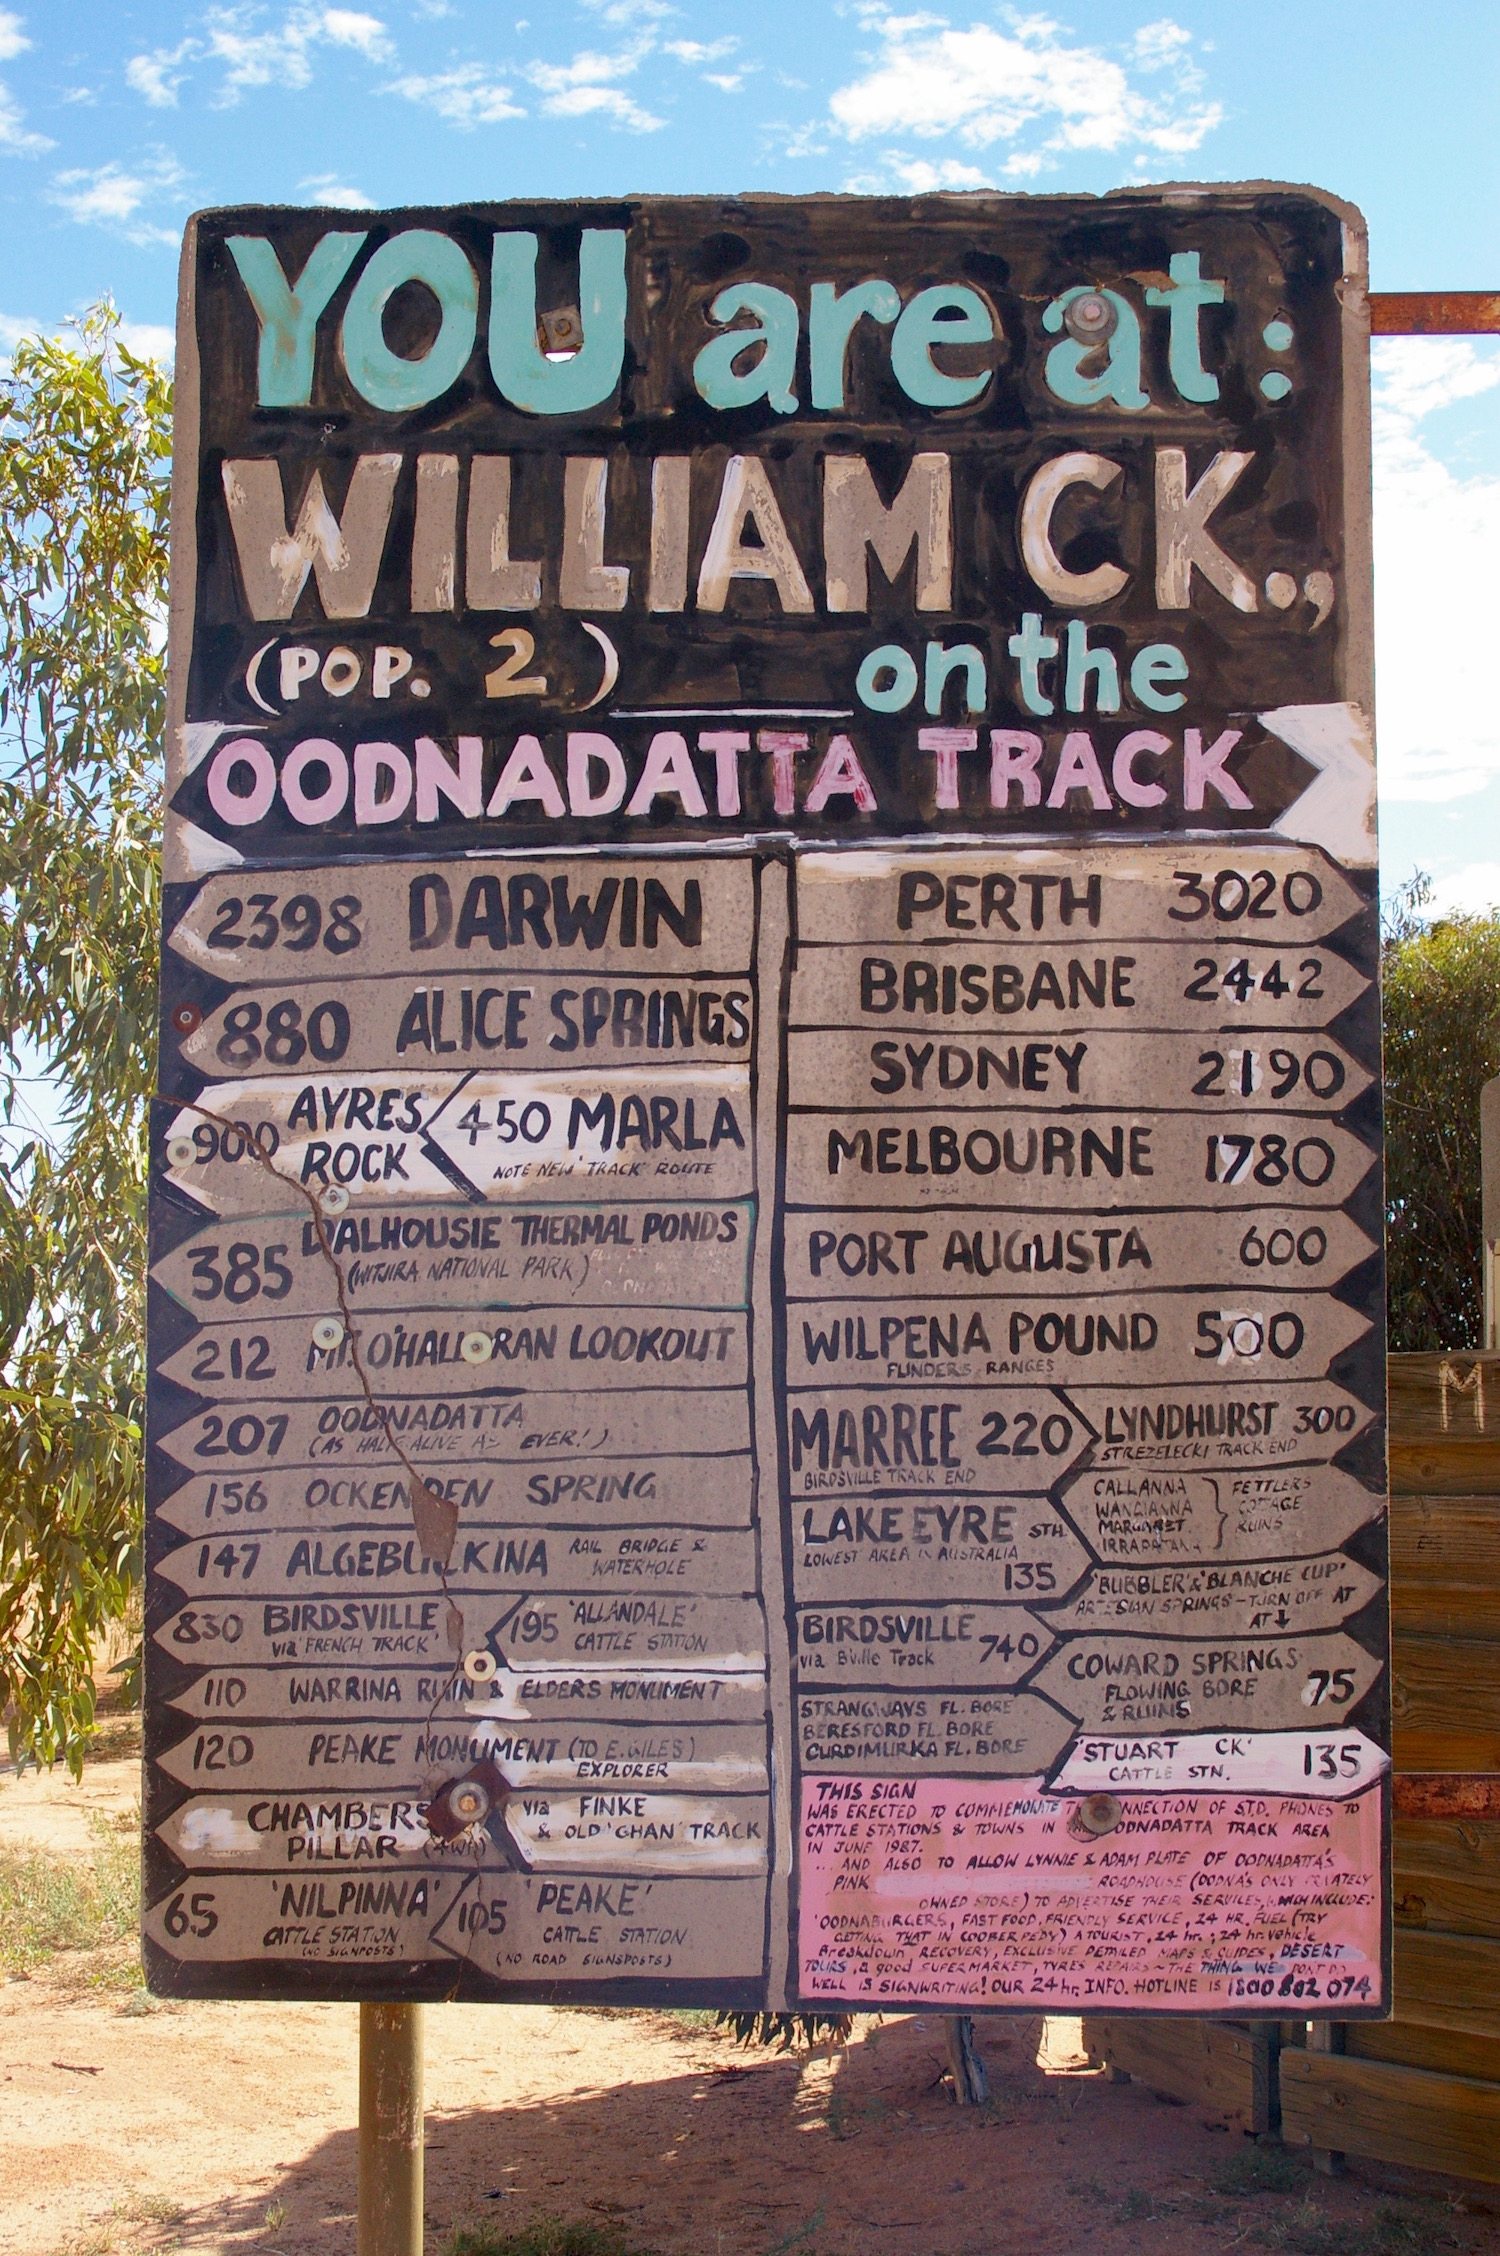 YOU are at:
WILLIAM CK.,
(POP. 2) on the
OODNADATTA TRACK
2398 DARWIN
880 ALICE SPRINGS
900 AYRES ROCK
450 MARLA
NOTE NEW 'TRACK' ROUTE
385 DALHOUSIE THERMAL PONDS
(WITJIRA NATIONAL PARK)
212 MT. O'HALLORAN LOOKOUT
207 OODNADATTA
(AS HALF ALIVE AS EVER!)
156 OCKENDEN SPRING
147 ALGEBUCKINA RAIL BRIDGE &
WATERHOLE
830 BIRDSVILLE
via 'FRENCH TRACK'
195 'ALLANDALE'
CATTLE STATION
110 WARRINA RUIN & ELDERS MONUMENT
120 PEAKE MONUMENT (TO E. GILES)
EXPLORER
CHAMBERS
PILLAR (4WD)
via FINKE
& OLD 'GHAN' TRACK
65 'NILPINNA'
CATTLE STATION
(NO SIGNPOSTS)
105 'PEAKE'
CATTLE STATION
(NO ROAD SIGNSPOSTS)
PERTH 3020
BRISBANE 2442
SYDNEY 2190
MELBOURNE 1780
PORT AUGUSTA 600
WILPENA POUND 500
FLINDERS RANGES
MARREE 220
BIRDSVILLE TRACK END
LYNDHURST 300
STREZELECKI TRACK END
LAKE EYRE STH.
LOWEST AREA IN AUSTRALIA
135
CALLANNA
WANGIANNA
MARGARET
IRRAPATANA
FETTLERS
COTTAGE
RUINS
'BUBBLER' & 'BLANCHE CUP'
ARTESIAN SPRINGS - TURN OFF AT
AT ↓
BIRDSVILLE 740
via B'ville Track
COWARD SPRINGS 75
FLOWING BORE
& RUINS
STRANGWAYS FL. BORE
BERESFORD FL. BORE
CURDIMURKA FL. BORE
'STUART CK' 135
CATTLE STN.
THIS SIGN
WAS ERECTED TO COMMEMORATE THE CONNECTION OF S.T.D. PHONES TO
CATTLE STATIONS & TOWNS IN OODNADATTA TRACK AREA
IN JUNE 1987.
... AND ALSO TO ALLOW LYNNIE & ADAM PLATE OF OODNADATTA'S
PINK ROADHOUSE (OODNA'S ONLY PRIVATELY
OWNED STORE) TO ADVERTISE THEIR SERVICES, WHICH INCLUDE:
'OODNABURGERS, FAST FOOD, FRIENDLY SERVICE, 24 HR. FUEL (TRY
GETTING THAT IN COOBER PEDY) A TOURIST, 24 hr.; 24 hr. vehicle
Breakdown RECOVERY, EXCLUSIVE DETAILED MAPS & GUIDES, DESERT
TOURS, a good SUPERMARKET, TYRES REPAIRS ~ THE THING WE DONT DO
WELL IS SIGNWRITING! OUR 24hr. INFO. HOTLINE IS 1800 802 074
M